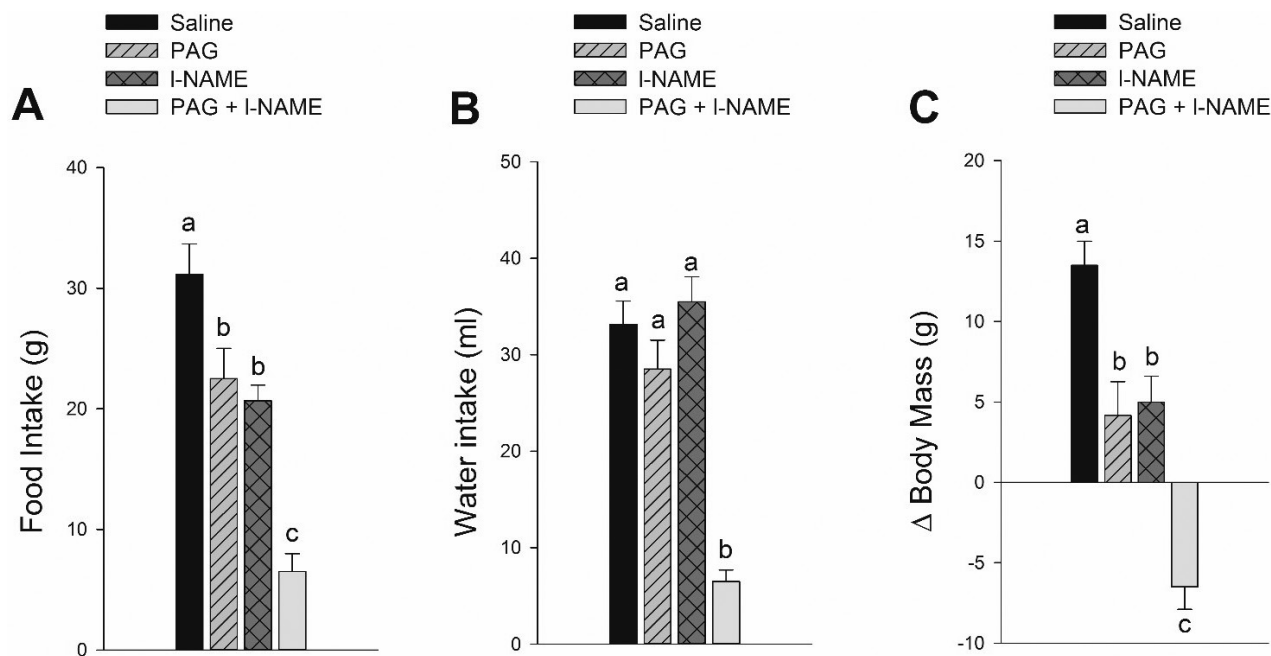 A
Saline
PAG
l-NAME
PAG + l-NAME
Food Intake (g)
40
30
20
10
0
a
b
b
c
B
Saline
PAG
l-NAME
PAG + l-NAME
Water intake (ml)
50
40
30
20
10
0
a
a
a
b
C
Saline
PAG
l-NAME
PAG + l-NAME
Δ Body Mass (g)
20
15
10
5
0
-5
-10
a
b
b
c